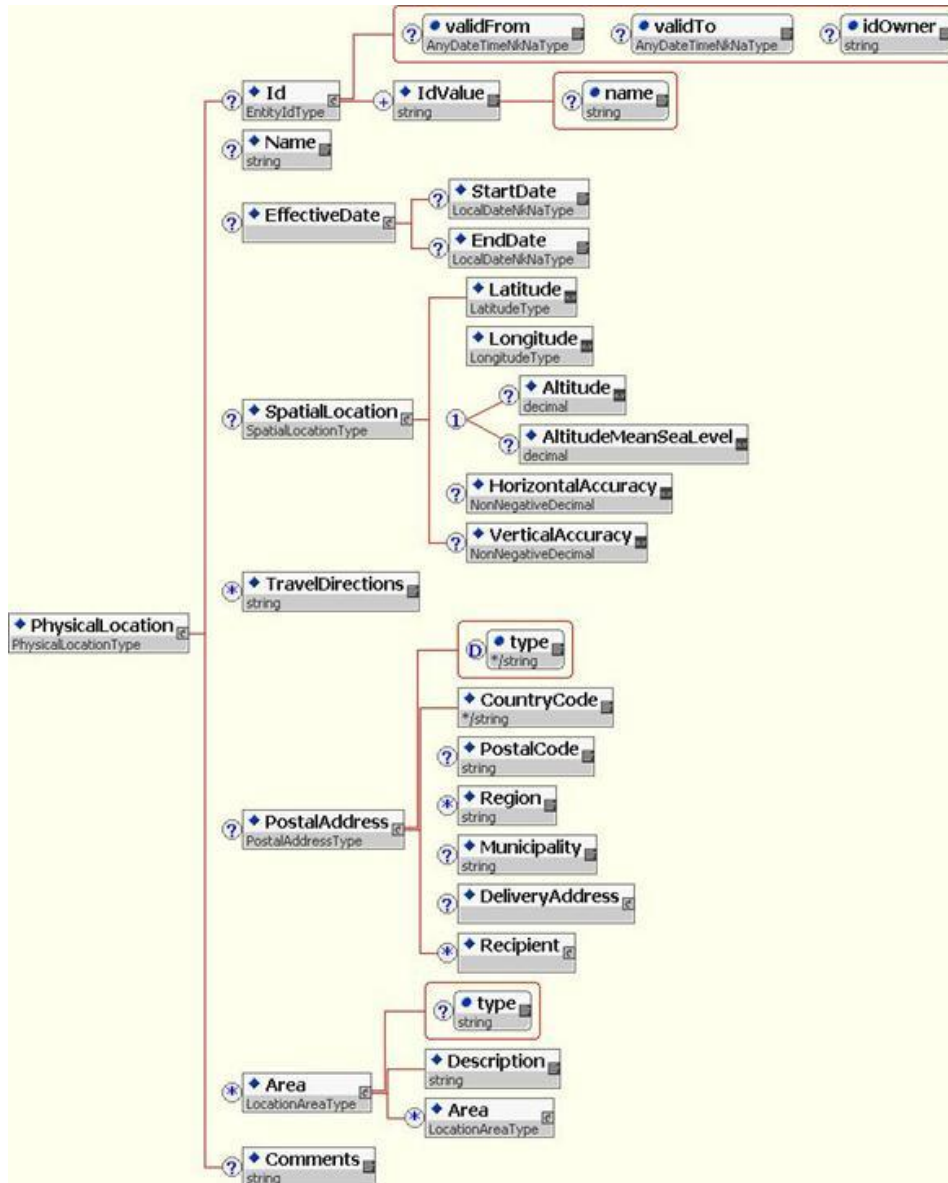 ? validFrom
AnyDateTimeNkNaType
? validTo
AnyDateTimeNkNaType
? idOwner
string
? Id
EntityIdType
+ IdValue
string
? name
string
? Name
string
? EffectiveDate
? StartDate
LocalDateNkNaType
? EndDate
LocalDateNkNaType
Latitude
LatitudeType
Longitude
LongitudeType
? SpatialLocation
SpatialLocationType
1
? Altitude
decimal
? AltitudeMeanSeaLevel
decimal
? HorizontalAccuracy
NonNegativeDecimal
? VerticalAccuracy
NonNegativeDecimal
* TravelDirections
string
PhysicalLocation
PhysicalLocationType
D type
*/string
CountryCode
*/string
? PostalCode
string
* Region
string
? PostalAddress
PostalAddressType
? Municipality
string
? DeliveryAddress
* Recipient
? type
string
* Area
LocationAreaType
Description
string
* Area
LocationAreaType
? Comments
string